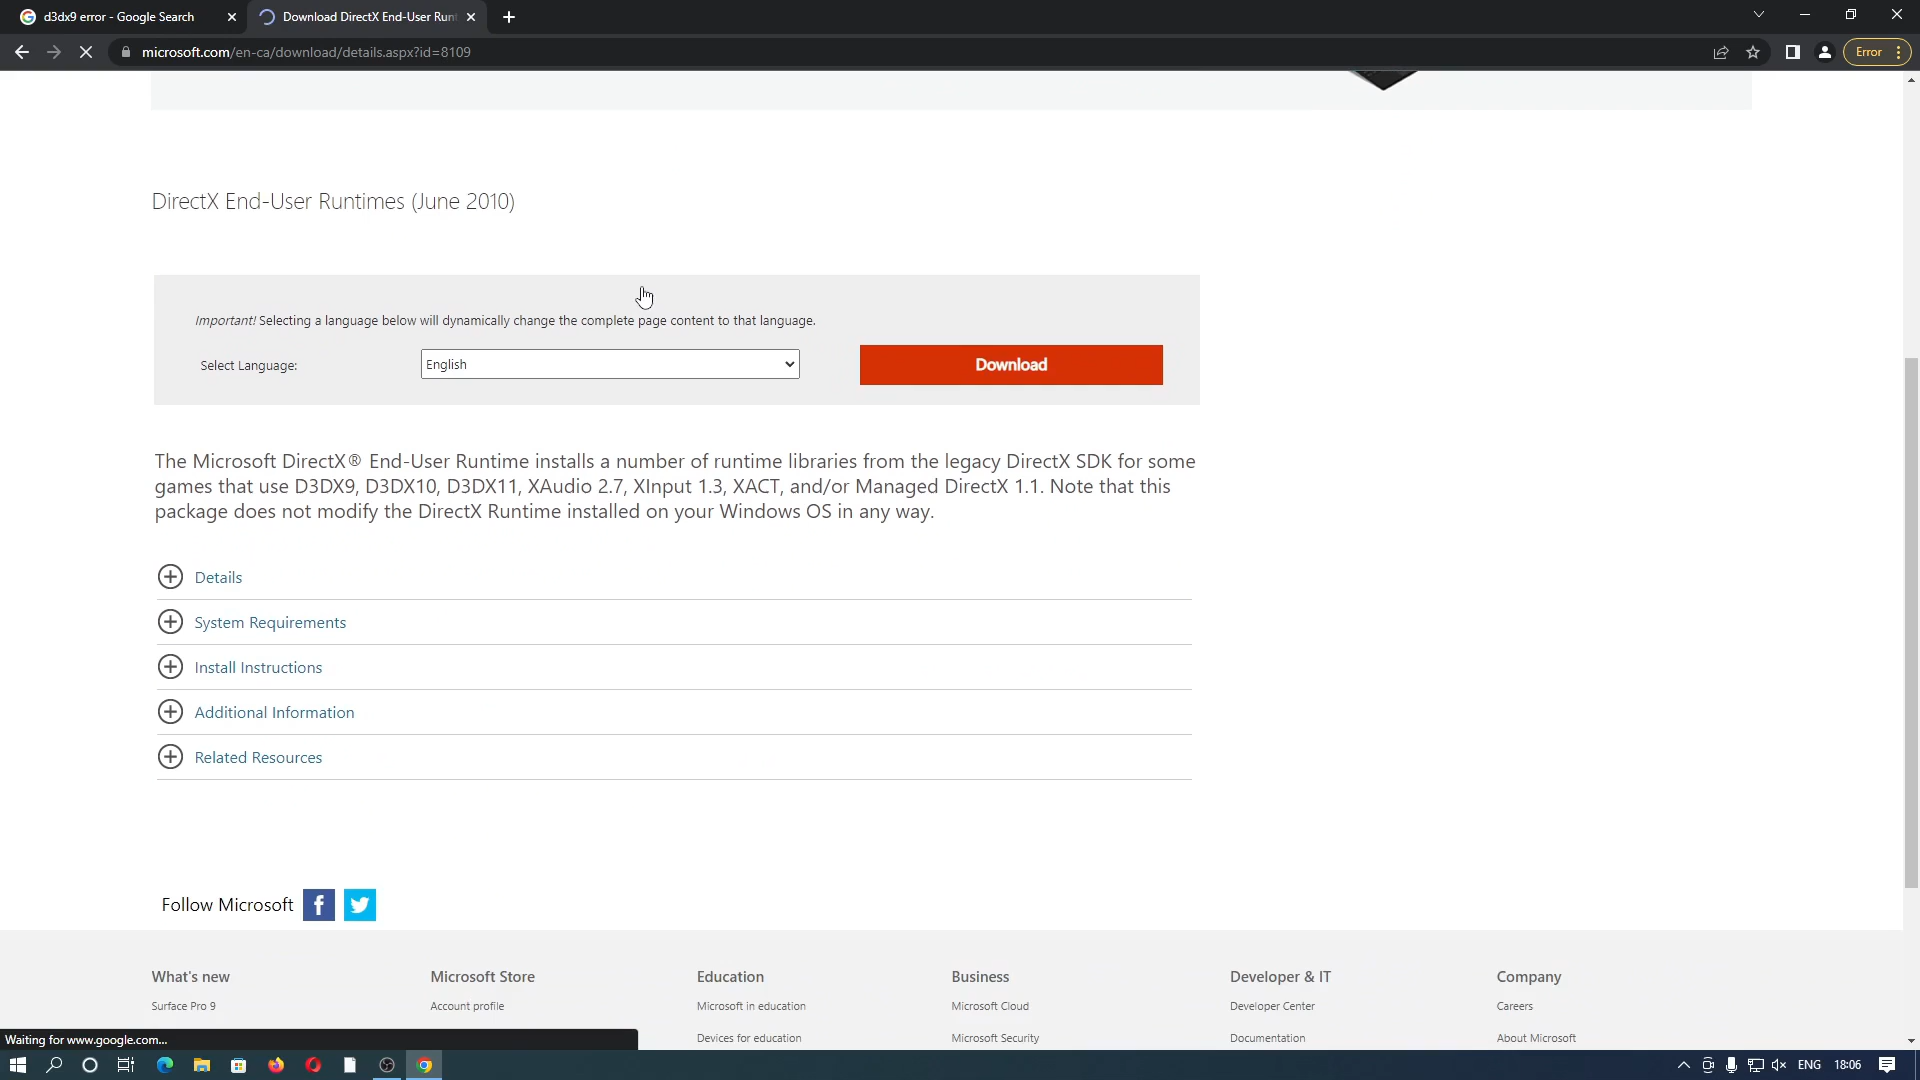 d3dx9 error - Google Search
Download DirectX End-User Runt
microsoft.com/en-ca/download/details.aspx?id=8109
Error
DirectX End-User Runtimes (June 2010)
Important! Selecting a language below will dynamically change the complete page content to that language.
Select Language:
English
Download
The Microsoft DirectX® End-User Runtime installs a number of runtime libraries from the legacy DirectX SDK for some
games that use D3DX9, D3DX10, D3DX11, XAudio 2.7, XInput 1.3, XACT, and/or Managed DirectX 1.1. Note that this
package does not modify the DirectX Runtime installed on your Windows OS in any way.
Details
System Requirements
Install Instructions
Additional Information
Related Resources
Follow Microsoft
What's new
Microsoft Store
Education
Business
Developer & IT
Company
Surface Pro 9
Account profile
Microsoft in education
Microsoft Cloud
Developer Center
Careers
Devices for education
Microsoft Security
Documentation
About Microsoft
Waiting for www.google.com...
ENG
18:06